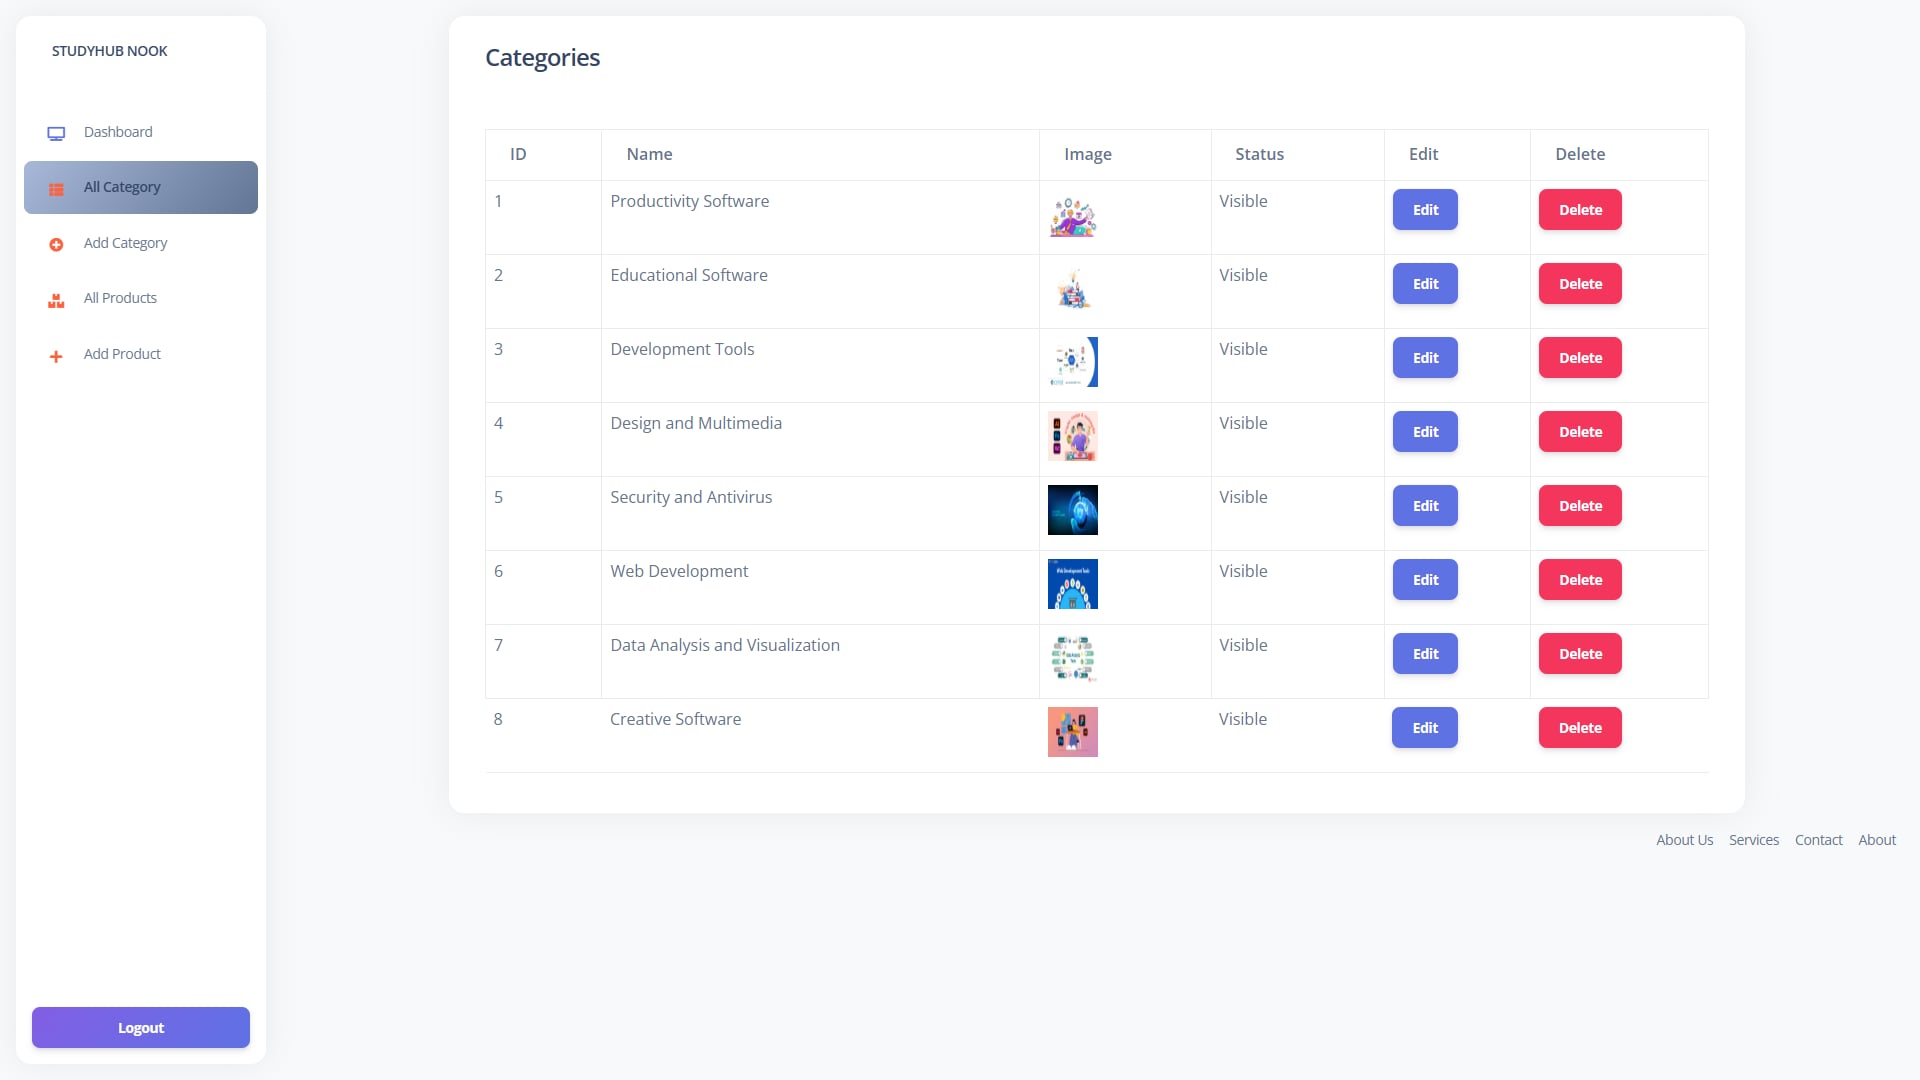 STUDYHUB NOOK
Dashboard
All Category
Add Category
All Products
Add Product
Logout
Categories
ID Name Image Status Edit Delete
1 Productivity Software Visible Edit Delete
2 Educational Software Visible Edit Delete
3 Development Tools Visible Edit Delete
4 Design and Multimedia Visible Edit Delete
5 Security and Antivirus Visible Edit Delete
6 Web Development Web Development Tools Visible Edit Delete
7 Data Analysis and Visualization Visible Edit Delete
8 Creative Software Visible Edit Delete
About Us Services Contact About